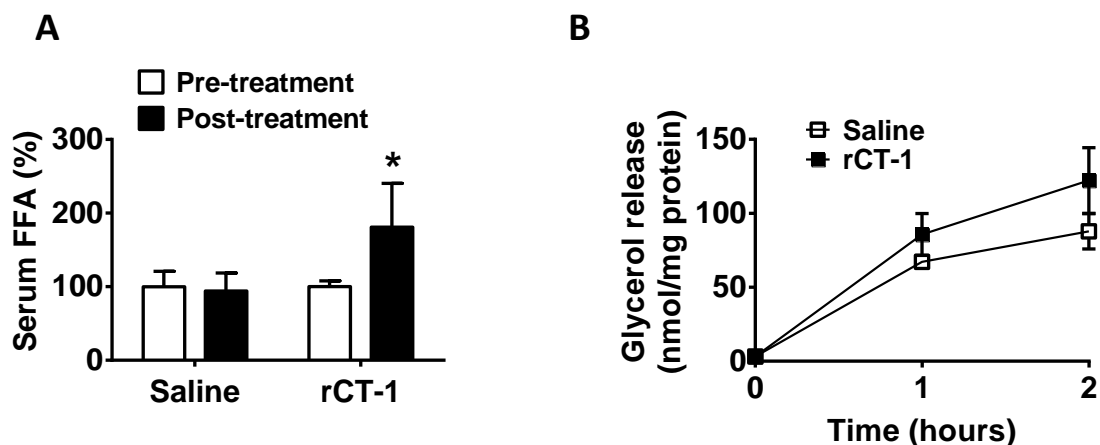 A
Pre-treatment
Post-treatment
Serum FFA (%)
300
200
100
0
*
Saline
rCT-1
B
Saline
rCT-1
Glycerol release
(nmol/mg protein)
150
100
50
0
0
1
2
Time (hours)